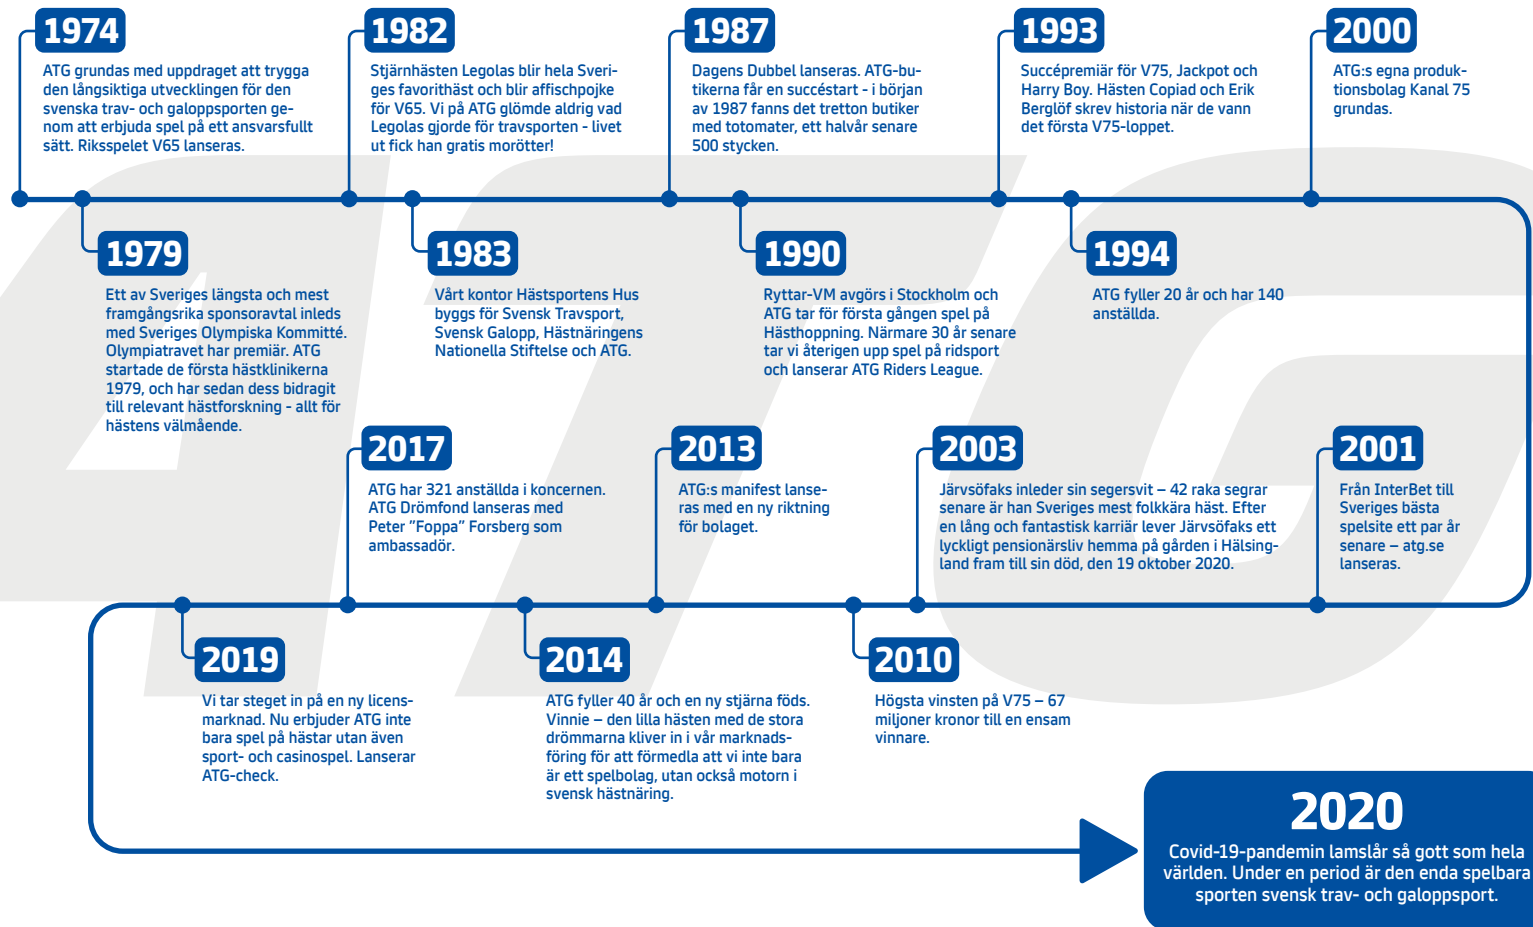 1974
ATG grundas med uppdraget att trygga
den långsiktiga utvecklingen för den
svenska trav- och galoppsporten ge-
nom att erbjuda spel på ett ansvarsfullt
sätt. Riksspelet V65 lanseras.
1979
Ett av Sveriges längsta och mest
framgångsrika sponsoravtal inleds
med Sveriges Olympiska Kommitté.
Olympiatravet har premiär. ATG
startade de första hästklinikerna
1979, och har sedan dess bidragit
till relevant hästforskning - allt för
hästens välmående.
1982
Stjärnhästen Legolas blir hela Sveri-
ges favorithäst och blir affischpojke
för V65. Vi på ATG glömde aldrig vad
Legolas gjorde för travsporten - livet
ut fick han gratis morötter!
1983
Vårt kontor Hästsportens Hus
byggs för Svensk Travsport,
Svensk Galopp, Hästnäringens
Nationella Stiftelse och ATG.
1987
Dagens Dubbel lanseras. ATG-bu-
tikerna får en succéstart - i början
av 1987 fanns det tretton butiker
med totomater, ett halvår senare
500 stycken.
1990
Ryttar-VM avgörs i Stockholm och
ATG tar för första gången spel på
Hästhoppning. Närmare 30 år senare
tar vi återigen upp spel på ridsport
och lanserar ATG Riders League.
1993
Succépremiär för V75, Jackpot och
Harry Boy. Hästen Copiad och Erik
Berglöf skrev historia när de vann
det första V75-loppet.
1994
ATG fyller 20 år och har 140
anställda.
2000
ATG:s egna produk-
tionsbolag Kanal 75
grundas.
2001
Från InterBet till
Sveriges bästa
spelsite ett par år
senare – atg.se
lanseras.
2003
Järvsöfaks inleder sin segersvit – 42 raka segrar
senare är han Sveriges mest folkkära häst. Efter
en lång och fantastisk karriär lever Järvsöfaks ett
lyckligt pensionärsliv hemma på gården i Hälsing-
land fram till sin död, den 19 oktober 2020.
2010
Högsta vinsten på V75 – 67
miljoner kronor till en ensam
vinnare.
2013
ATG:s manifest lanse-
ras med en ny riktning
för bolaget.
2014
ATG fyller 40 år och en ny stjärna föds.
Vinnie – den lilla hästen med de stora
drömmarna kliver in i vår marknads-
föring för att förmedla att vi inte bara
är ett spelbolag, utan också motorn i
svensk hästnäring.
2017
ATG har 321 anställda i koncernen.
ATG Drömfond lanseras med
Peter ”Foppa” Forsberg som
ambassadör.
2019
Vi tar steget in på en ny licens-
marknad. Nu erbjuder ATG inte
bara spel på hästar utan även
sport- och casinospel. Lanserar
ATG-check.
2020
Covid-19-pandemin lamslår så gott som hela
världen. Under en period är den enda spelbara
sporten svensk trav- och galoppsport.
ATG